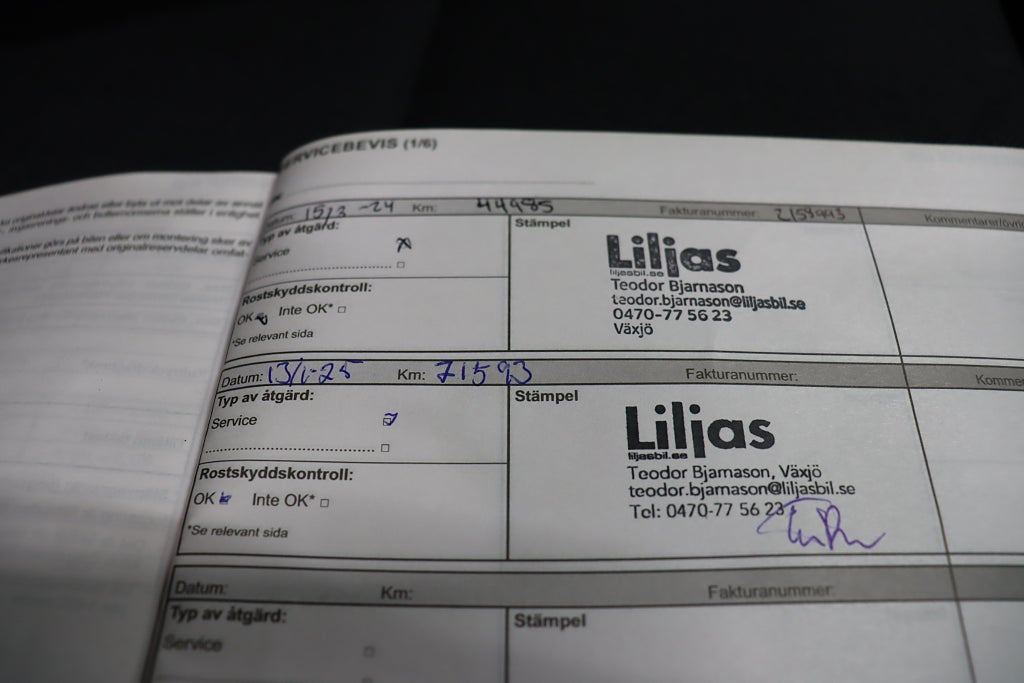 SERVICEBEVIS (1/6)
Datum: 15/3 -24 Km: 44985 Fakturanummer:
Typ av åtgärd:
Service
Rostskyddskontroll:
OK Inte OK*
*Se relevant sida
Stämpel
Liljas
liljasbil.se
Teodor Bjarnason
teodor.bjarnason@liljasbil.se
0470-77 56 23
Växjö
Datum: 13/1-25 Km: 71593 Fakturanummer:
Typ av åtgärd:
Service
Rostskyddskontroll:
OK Inte OK*
*Se relevant sida
Stämpel
Liljas
liljasbil.se
Teodor Bjarnason, Växjö
teodor.bjarnason@liljasbil.se
Tel: 0470-77 56 23
Datum: Km: Fakturanummer:
Typ av åtgärd:
Service
Stämpel